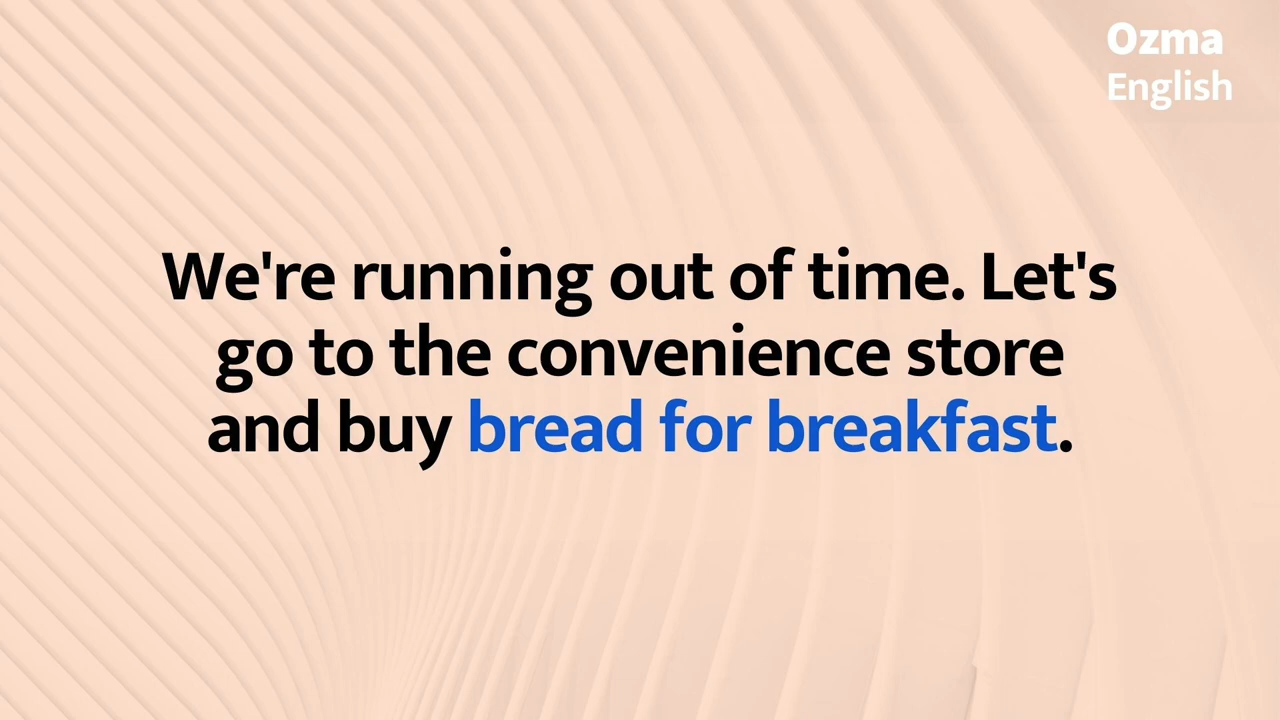 Ozma
English
We're running out of time. Let's
go to the convenience store
and buy bread for breakfast.